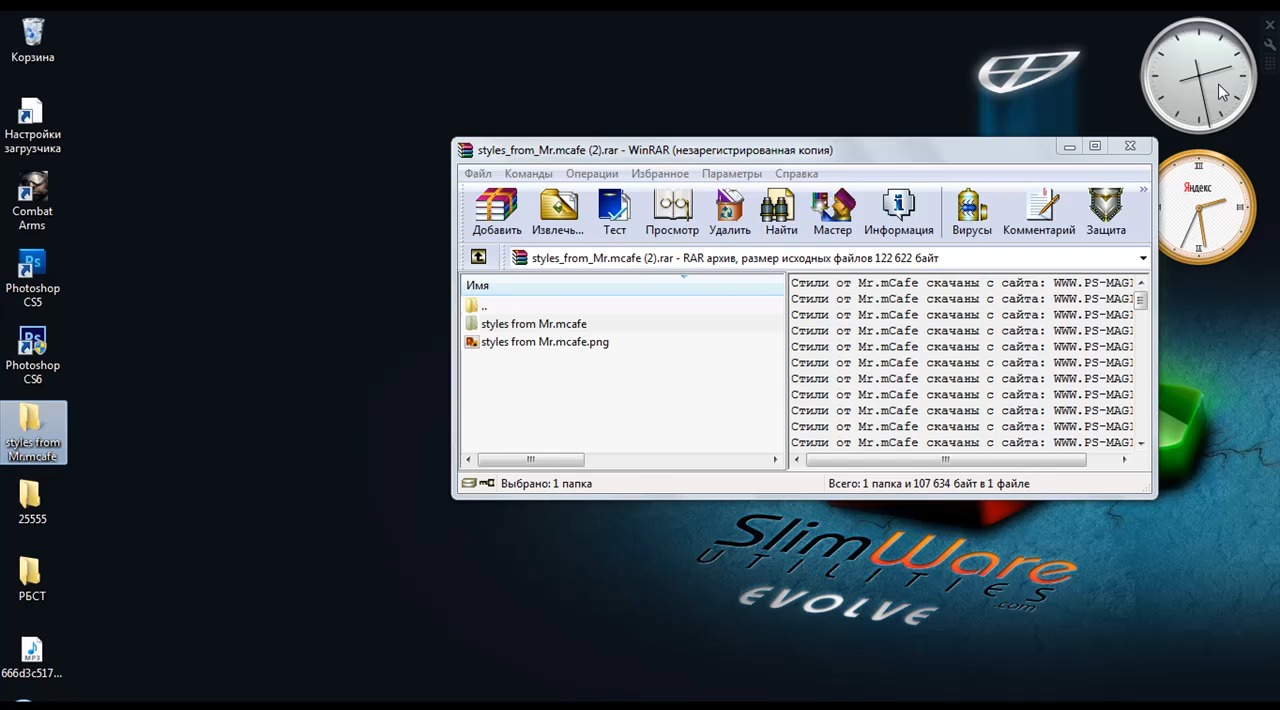 Корзина
Настройки
загрузчика
Combat
Arms
Photoshop
CS5
Photoshop
CS6
styles from
Mr.mcafe
25555
РБСТ
666d3c517...
styles_from_Mr.mcafe (2).rar - WinRAR (незарегистрированная копия)
Файл Команды Операции Избранное Параметры Справка
Добавить Извлечь... Тест Просмотр Удалить Найти Мастер Информация Вирусы Комментарий Защита
styles_from_Mr.mcafe (2).rar - RAR архив, размер исходных файлов 122 622 байт
Имя
..
styles from Mr.mcafe
styles from Mr.mcafe.png
Стили от Mr.mCafe скачаны с сайта: WWW.PS-MAGI
Стили от Mr.mCafe скачаны с сайта: WWW.PS-MAGI
Стили от Mr.mCafe скачаны с сайта: WWW.PS-MAGI
Стили от Mr.mCafe скачаны с сайта: WWW.PS-MAGI
Стили от Mr.mCafe скачаны с сайта: WWW.PS-MAGI
Стили от Mr.mCafe скачаны с сайта: WWW.PS-MAGI
Стили от Mr.mCafe скачаны с сайта: WWW.PS-MAGI
Стили от Mr.mCafe скачаны с сайта: WWW.PS-MAGI
Стили от Mr.mCafe скачаны с сайта: WWW.PS-MAGI
Стили от Mr.mCafe скачаны с сайта: WWW.PS-MAGI
Стили от Mr.mCafe скачаны с сайта: WWW.PS-MAGI
Выбрано: 1 папка
Всего: 1 папка и 107 634 байт в 1 файле
Яндекс
SlimWare
UTILITIES
.com
EVOLVE